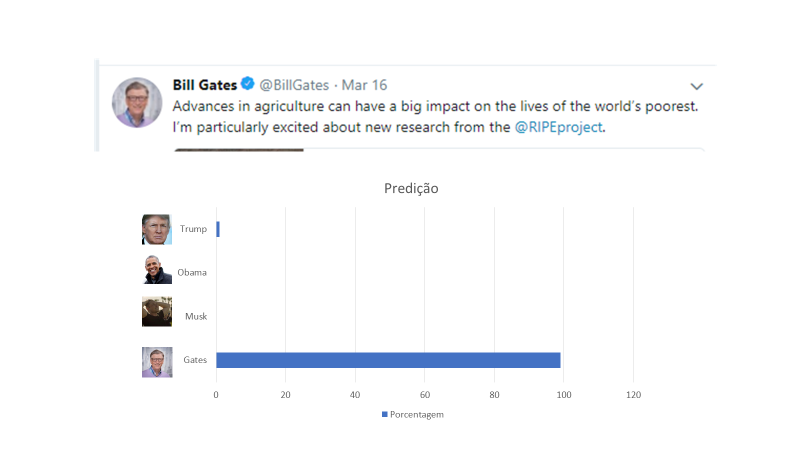 Bill Gates @BillGates · Mar 16
Advances in agriculture can have a big impact on the lives of the world's poorest.
I'm particularly excited about new research from the @RIPEproject.
Predição
Trump
Obama
Musk
Gates
0 20 40 60 80 100 120
Porcentagem